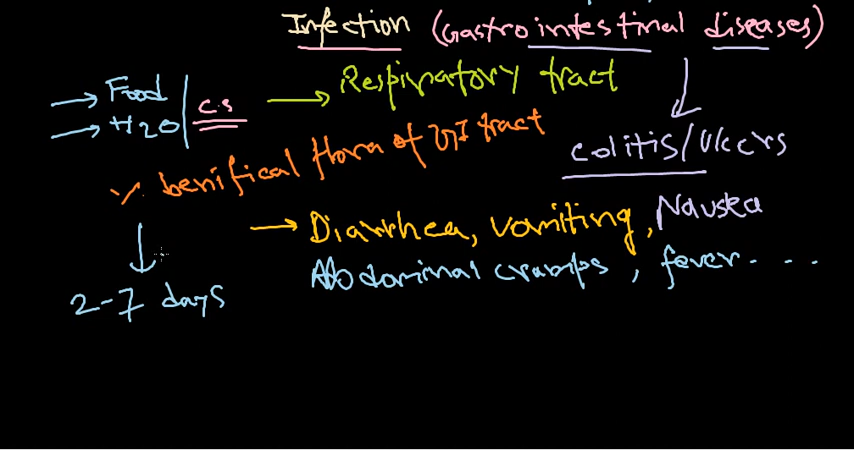 Infection (Gastrointestinal diseases)
→ Food
→ H2O
C.S
→ Respiratory tract
colitis/Ulcers
benifical flora of GI tract
→ Diarrhea, vomiting, Nausea
Abdominal cramps, fever. ...
2-7 days